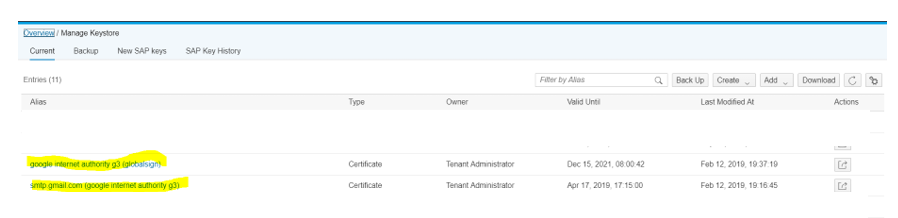 Overview / Manage Keystore
Current Backup New SAP keys SAP Key History
Entries (11) Filter by Alias Back Up Create Add Download
Alias Type Owner Valid Until Last Modified At Actions
google internet authority g3 (globalsign) Certificate Tenant Administrator Dec 15, 2021, 08:00:42 Feb 12, 2019, 19:37:19
smtp.gmail.com (google internet authority g3) Certificate Tenant Administrator Apr 17, 2019, 17:15:00 Feb 12, 2019, 19:16:45